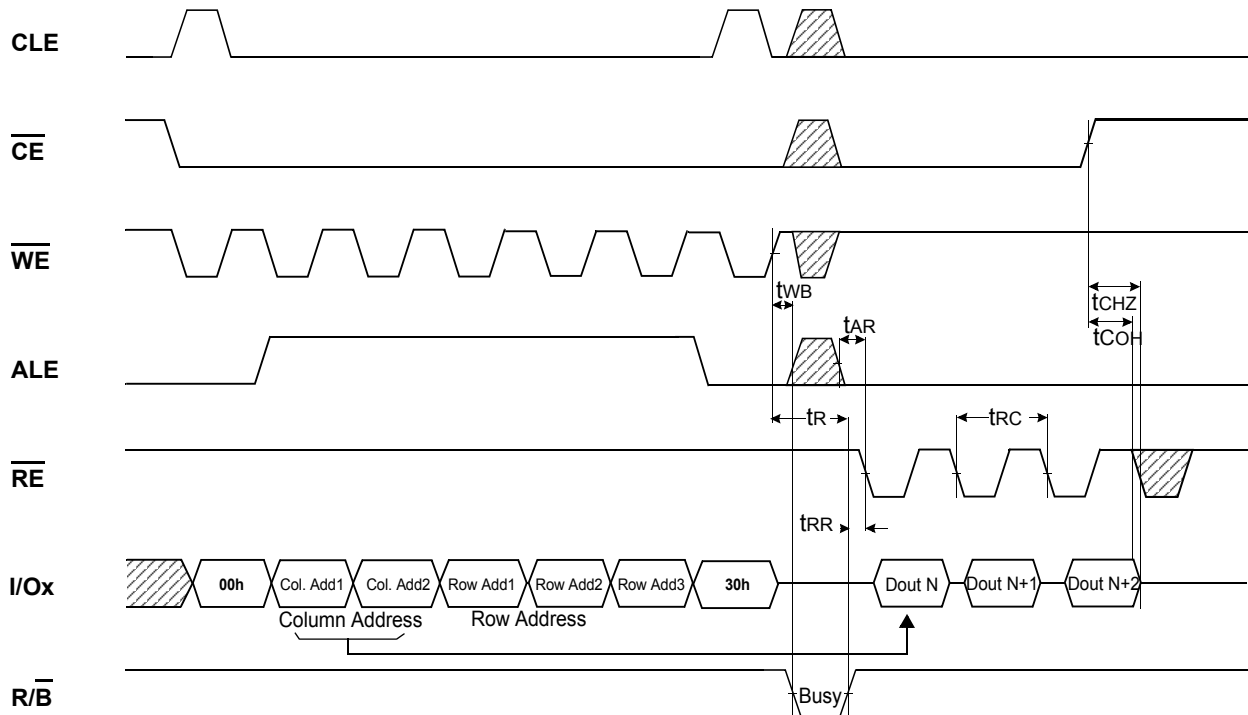 CLE
CE
WE
tWB
tCHZ
tCOH
tAR
ALE
tR
tRC
RE
tRR
I/Ox
00h Col. Add1 Col. Add2 Row Add1 Row Add2 Row Add3 30h Dout N Dout N+1 Dout N+2
Column Address Row Address
R/B
Busy